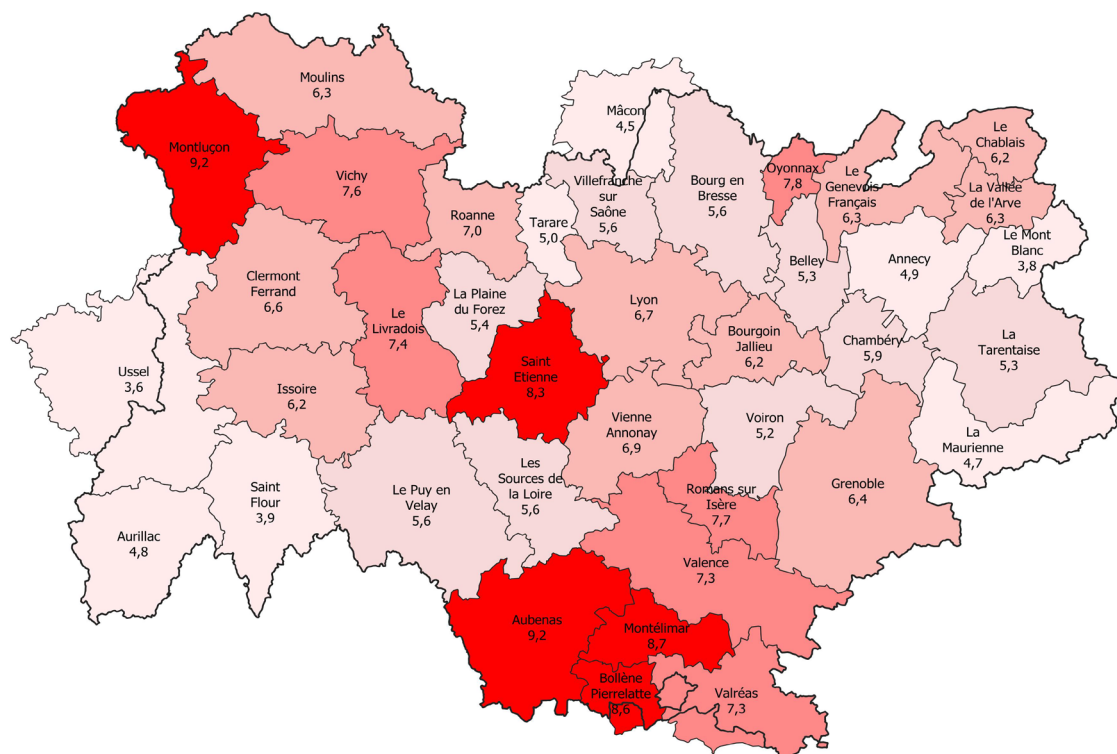 Moulins
6,3
Montluçon
9,2
Vichy
7,6
Roanne
7,0
Mâcon
4,5
Tarare
5,0
Villefranche
sur
Saône
5,6
Bourg en
Bresse
5,6
Oyonnax
7,8
Le
Genevois
Français
6,3
Le
Chablais
6,2
La Vallée
de l'Arve
6,3
Le Mont
Blanc
3,8
Annecy
4,9
Belley
5,3
Clermont
Ferrand
6,6
Le
Livradois
7,4
La Plaine
du Forez
5,4
Lyon
6,7
Bourgoin
Jallieu
6,2
Chambéry
5,9
La
Tarentaise
5,3
Ussel
3,6
Issoire
6,2
Saint
Etienne
8,3
Vienne
Annonay
6,9
Voiron
5,2
La
Maurienne
4,7
Aurillac
4,8
Saint
Flour
3,9
Le Puy en
Velay
5,6
Les
Sources de
la Loire
5,6
Romans sur
Isère
7,7
Grenoble
6,4
Valence
7,3
Aubenas
9,2
Montélimar
8,7
Bollène
Pierrelatte
8,6
Valréas
7,3